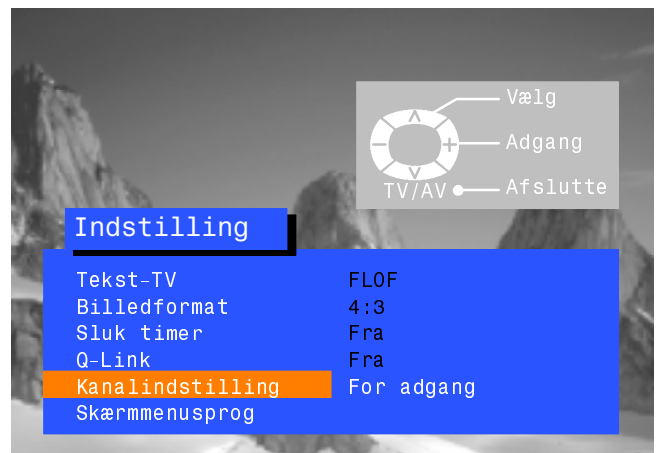 Vælg
Adgang
TV/AV Afslutte
Indstilling
Tekst-TV FLOF
Billedformat 4:3
Sluk timer Fra
Q-Link Fra
Kanalindstilling For adgang
Skærmmenusprog